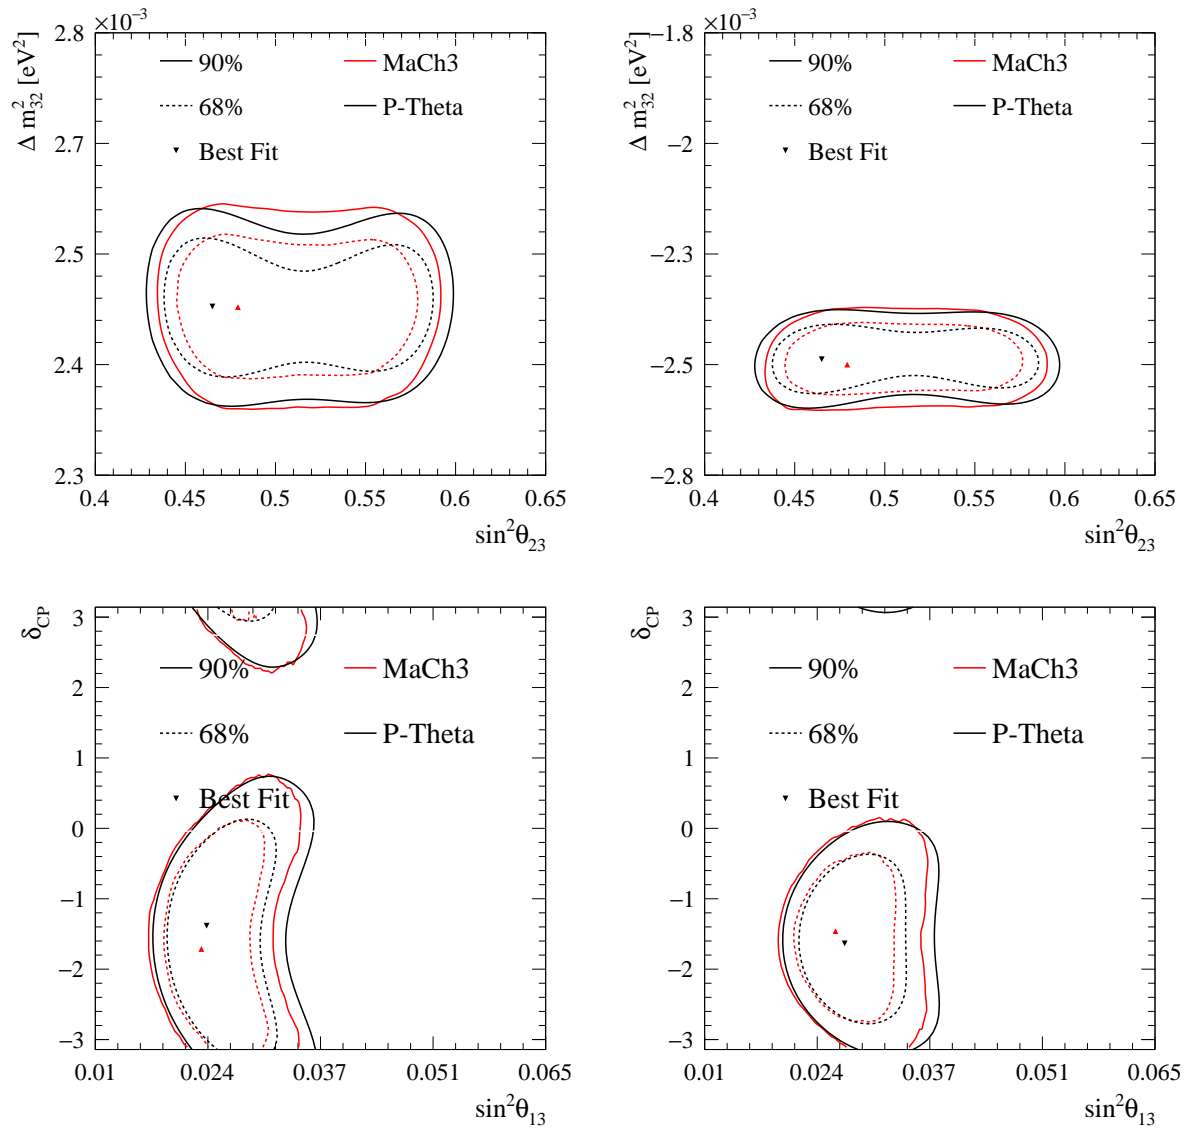 ×10⁻³
Δ m²₃₂ [eV²]
2.8
2.7
2.5
2.4
2.3
90%
MaCh3
68%
P-Theta
Best Fit
0.4 0.45 0.5 0.55 0.6 0.65
sin²θ₂₃
×10⁻³
Δ m²₃₂ [eV²]
−1.8
−2
−2.3
−2.5
−2.8
90%
MaCh3
68%
P-Theta
Best Fit
0.4 0.45 0.5 0.55 0.6 0.65
sin²θ₂₃
δCP
3
2
1
0
−1
−2
−3
90%
MaCh3
68%
P-Theta
Best Fit
0.01 0.024 0.037 0.051 0.065
sin²θ₁₃
δCP
3
2
1
0
−1
−2
−3
90%
MaCh3
68%
P-Theta
Best Fit
0.01 0.024 0.037 0.051 0.065
sin²θ₁₃